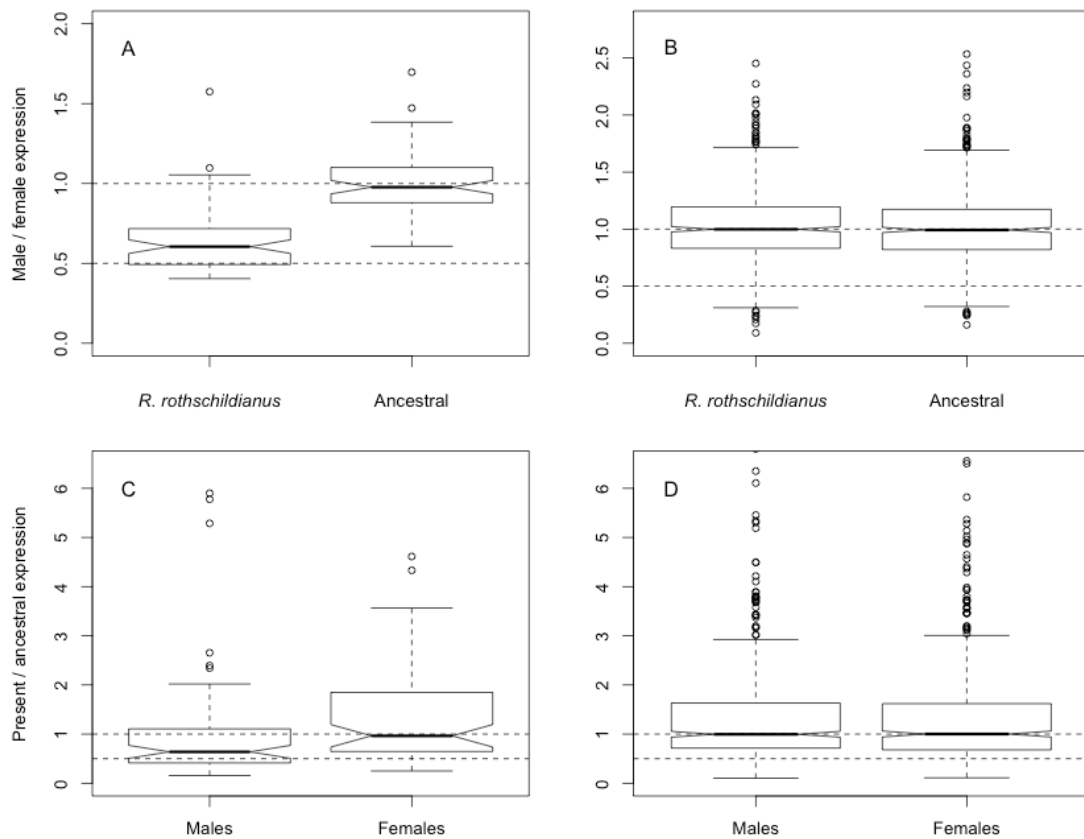 A
B
Male / female expression
2.0
1.5
1.0
0.5
0.0
2.5
2.0
1.5
1.0
0.5
0.0
R. rothschildianus Ancestral
R. rothschildianus Ancestral
C
D
Present / ancestral expression
6
5
4
3
2
1
0
6
5
4
3
2
1
0
Males Females
Males Females